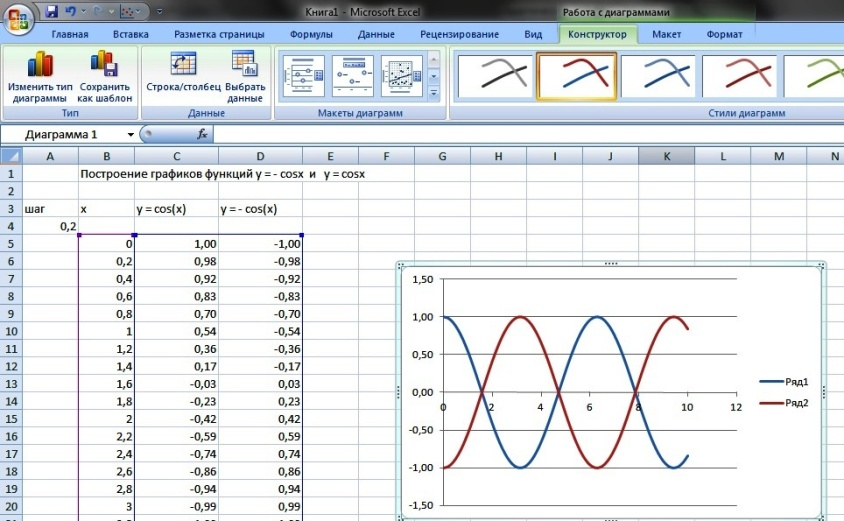 Книга1 - Microsoft Excel
Работа с диаграммами
Главная Вставка Разметка страницы Формулы Данные Рецензирование Вид Конструктор Макет Формат
Изменить тип диаграммы
Сохранить как шаблон
Строка/столбец
Выбрать данные
Тип Данные Макеты диаграмм Стили диаграмм
Диаграмма 1 fx
A B C D E F G H I J K L M N
1 Построение графиков функций y = - cosx и y = cosx
2
3 шаг x y = cos(x) y = - cos(x)
4 0,2
5 0 1,00 -1,00
6 0,2 0,98 -0,98
7 0,4 0,92 -0,92
8 0,6 0,83 -0,83
9 0,8 0,70 -0,70
10 1 0,54 -0,54
11 1,2 0,36 -0,36
12 1,4 0,17 -0,17
13 1,6 -0,03 0,03
14 1,8 -0,23 0,23
15 2 -0,42 0,42
16 2,2 -0,59 0,59
17 2,4 -0,74 0,74
18 2,6 -0,86 0,86
19 2,8 -0,94 0,94
20 3 -0,99 0,99
1,50
1,00
0,50
0,00
-0,50
-1,00
-1,50
0 2 4 6 8 10 12
Ряд1
Ряд2